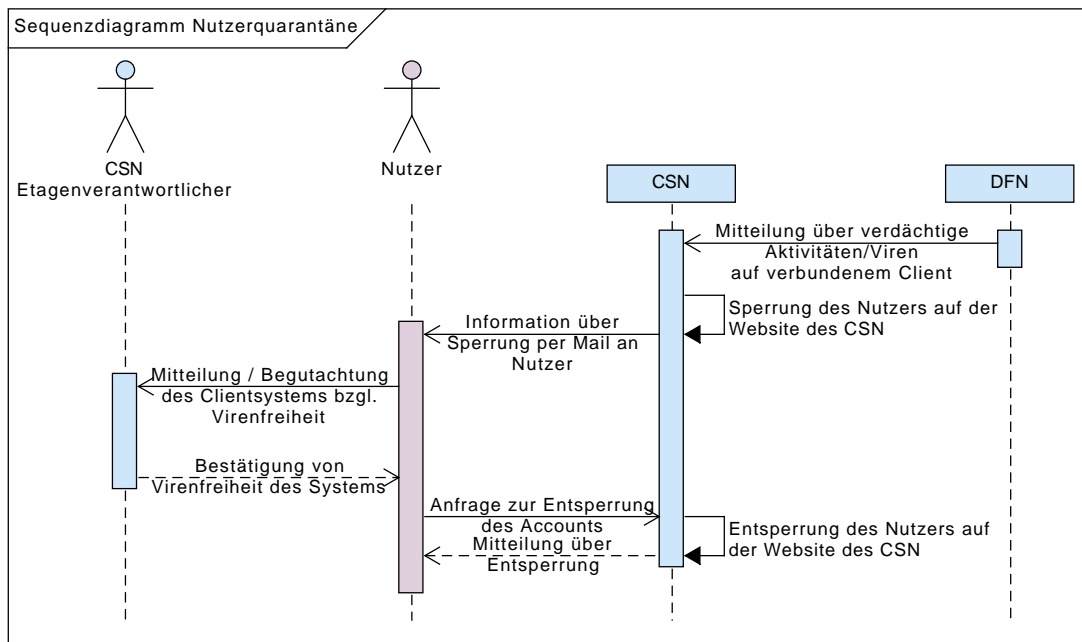 Sequenzdiagramm Nutzerquarantäne
CSN
Etagenverantwortlicher
Nutzer
CSN
DFN
Mitteilung über verdächtige
Aktivitäten/Viren
auf verbundenem Client
Sperrung des Nutzers auf der
Website des CSN
Information über
Sperrung per Mail an
Nutzer
Mitteilung / Begutachtung
des Clientsystems bzgl.
Virenfreiheit
Bestätigung von
Virenfreiheit des Systems
Anfrage zur Entsperrung
des Accounts
Entsperrung des Nutzers auf
der Website des CSN
Mitteilung über
Entsperrung